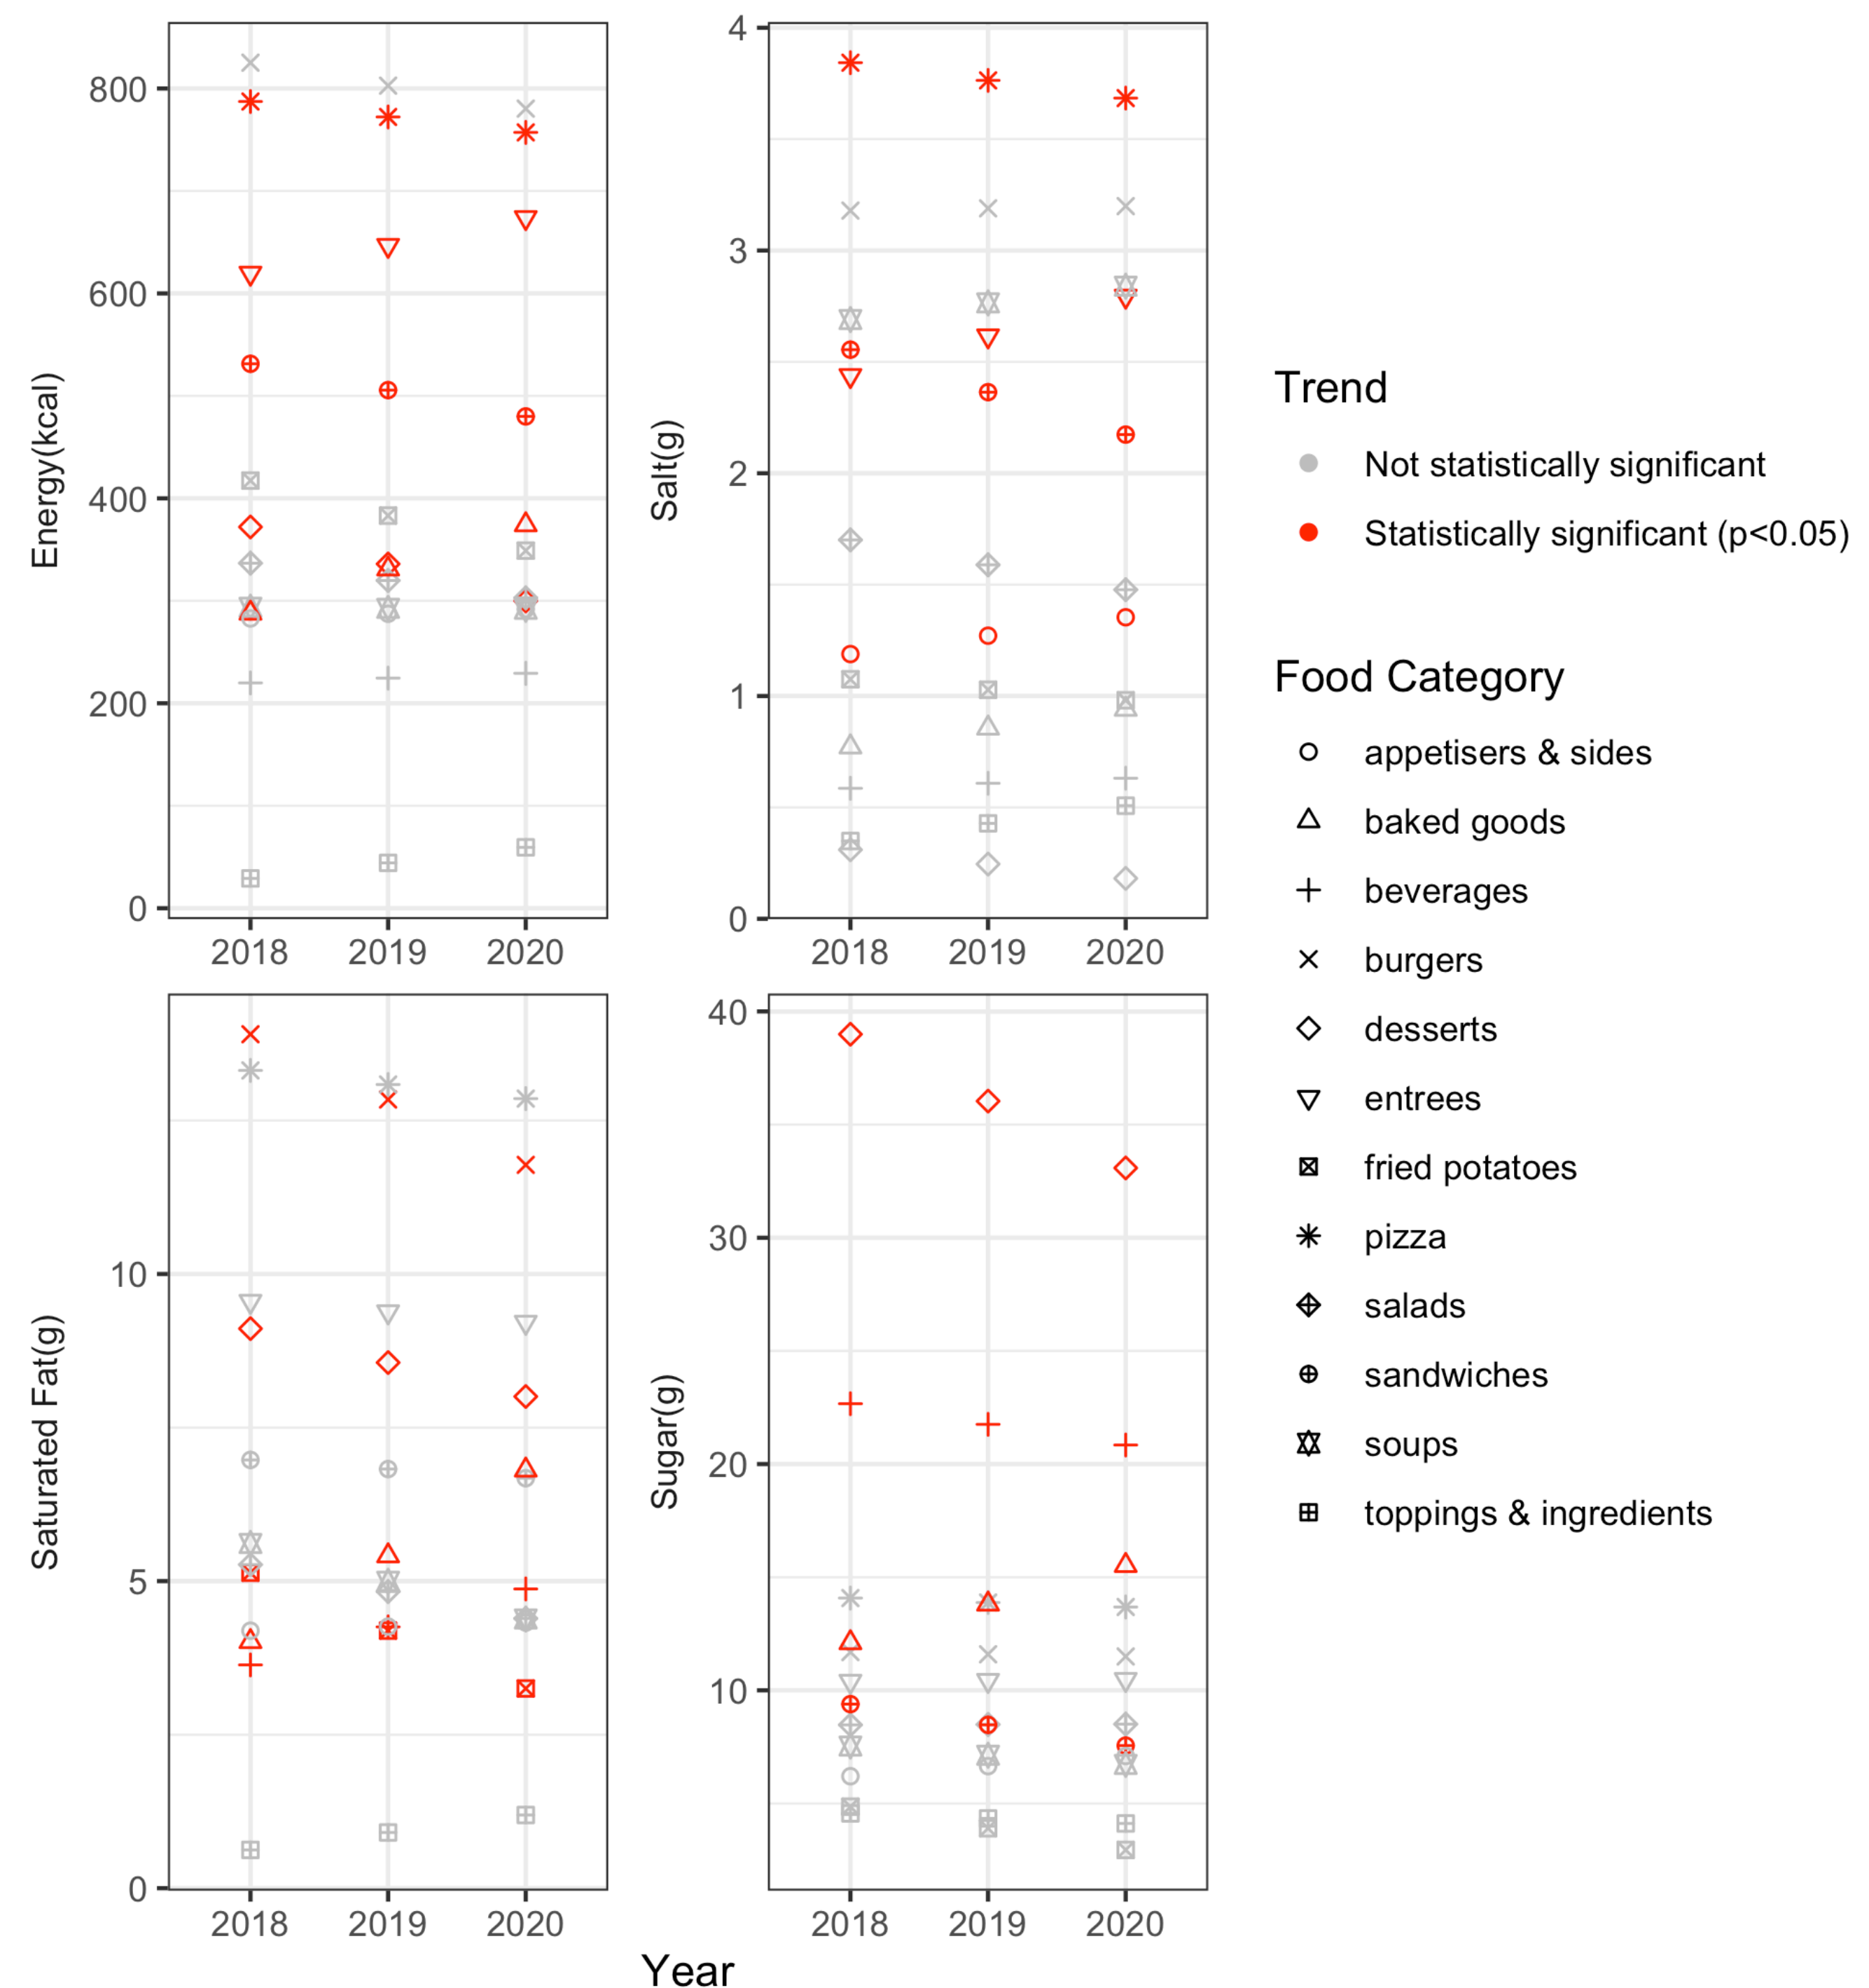 Energy(kcal)
800
600
400
200
0
2018 2019 2020
Salt(g)
4
3
2
1
0
2018 2019 2020
Saturated Fat(g)
10
5
0
2018 2019 2020
Sugar(g)
40
30
20
10
2018 2019 2020
Year
Trend
Not statistically significant
Statistically significant (p<0.05)
Food Category
appetisers & sides
baked goods
beverages
burgers
desserts
entrees
fried potatoes
pizza
salads
sandwiches
soups
toppings & ingredients